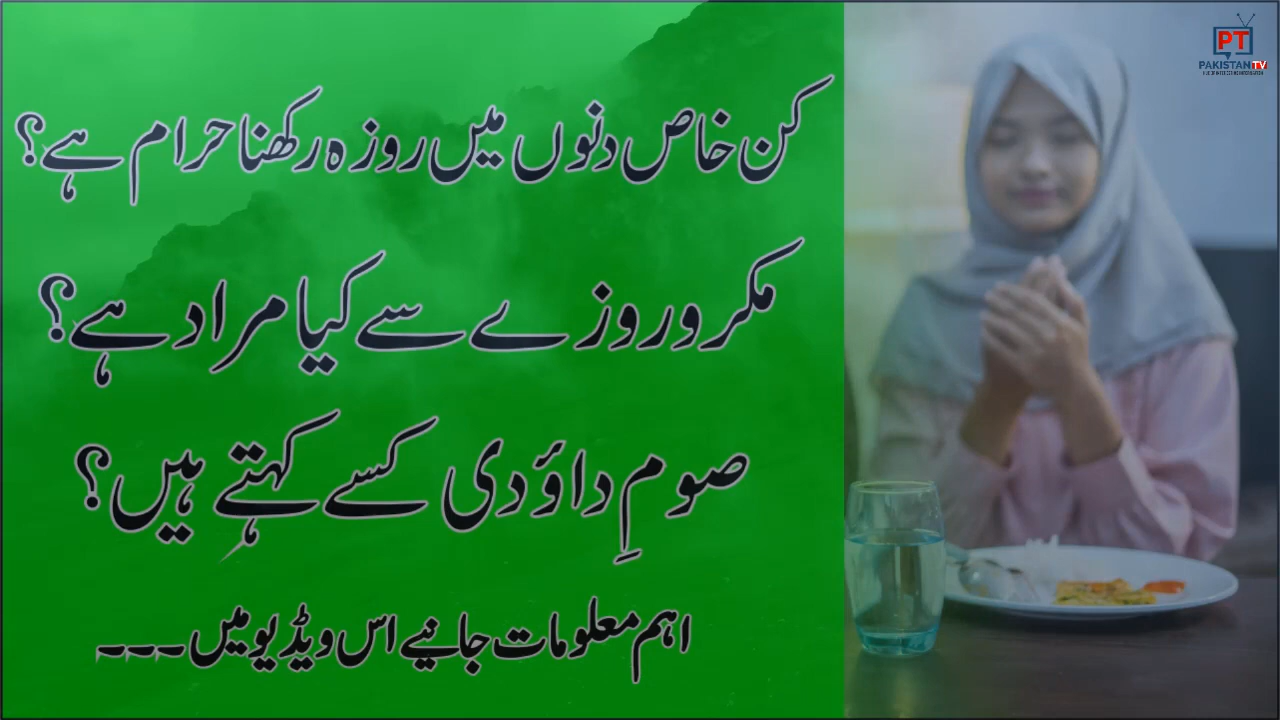 کن خاص دنوں میں روزہ رکھنا حرام ہے؟
مکرو روزے سے کیا مراد ہے؟
صومِ داؤدی کسے کہتے ہیں؟
اہم معلومات جانیے اس ویڈیو میں۔۔۔
PT
PAKISTAN TV